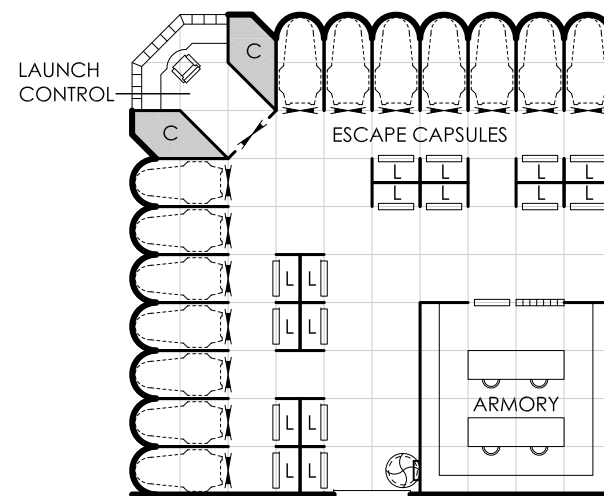 C
LAUNCH
CONTROL
C
ESCAPE CAPSULES
L L L L
L L L L
L L
L L
ARMORY
L L
L L